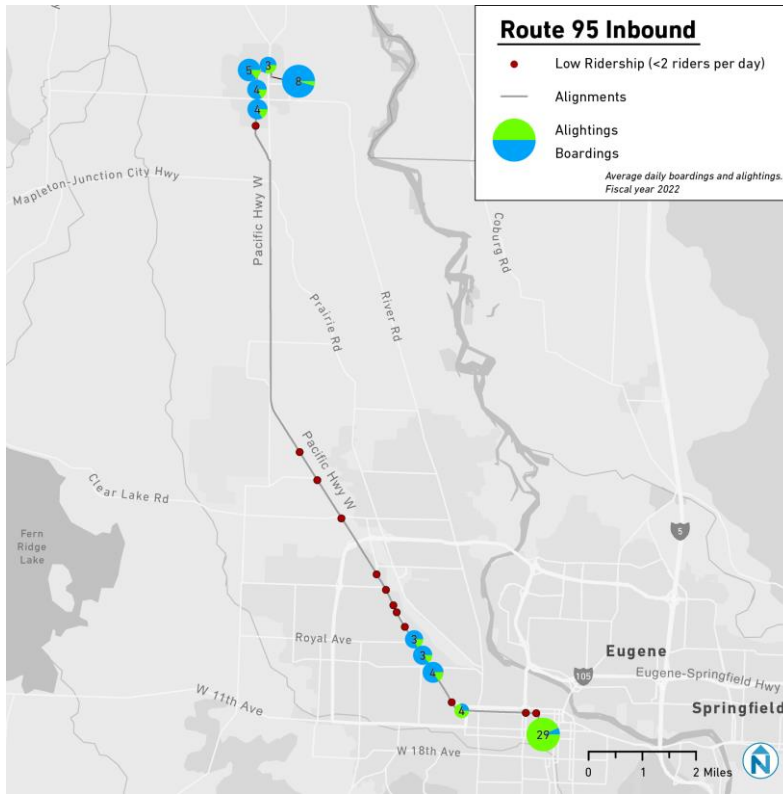 Route 95 Inbound
Low Ridership (<2 riders per day)
Alignments
Alightings
Boardings
Average daily boardings and alightings.
Fiscal year 2022
5
3
8
4
4
Mapleton-Junction City Hwy
Pacific Hwy W
Coburg Rd
Prairie Rd
River Rd
Pacific Hwy W
Clear Lake Rd
Fern
Ridge
Lake
5
Royal Ave
3
3
4
Eugene
105
Eugene-Springfield Hwy
W 11th Ave
4
Springfield
29
W 18th Ave
0 1 2 Miles
N